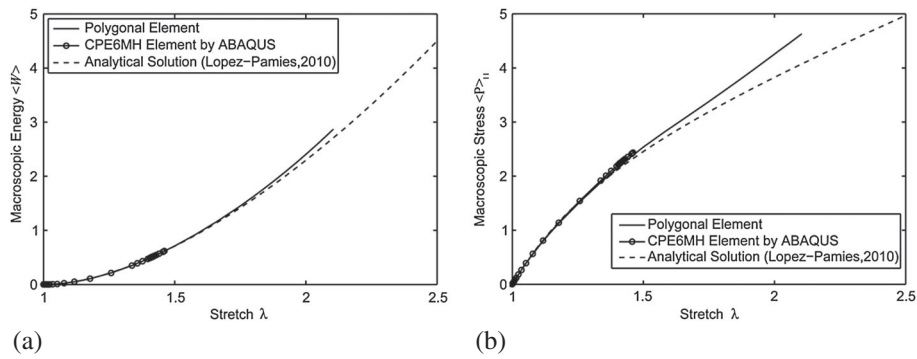 5
4
3
2
1
0
1
1.5
2
2.5
Macroscopic Energy <W>
Stretch λ
Polygonal Element
CPE6MH Element by ABAQUS
Analytical Solution (Lopez-Pamies,2010)
(a)
5
4
3
2
1
0
1
1.5
2
2.5
Macroscopic Stress <P>₁₁
Stretch λ
Polygonal Element
CPE6MH Element by ABAQUS
Analytical Solution (Lopez-Pamies,2010)
(b)